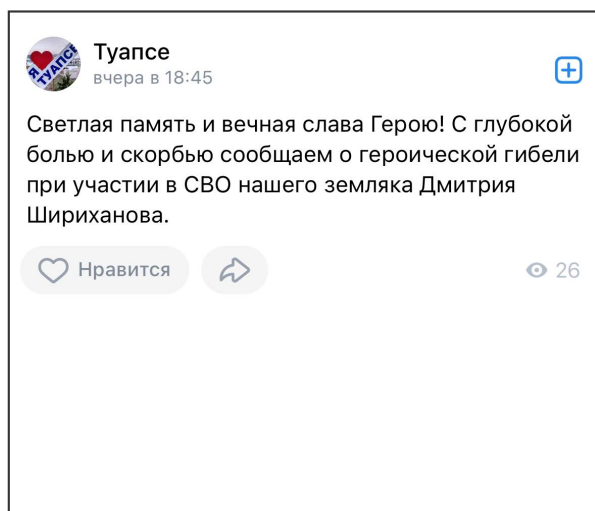 Я ТУАПСЕ
Туапсе
вчера в 18:45
Светлая память и вечная слава Герою! С глубокой
болью и скорбью сообщаем о героической гибели
при участии в СВО нашего земляка Дмитрия
Шириханова.
Нравится
26